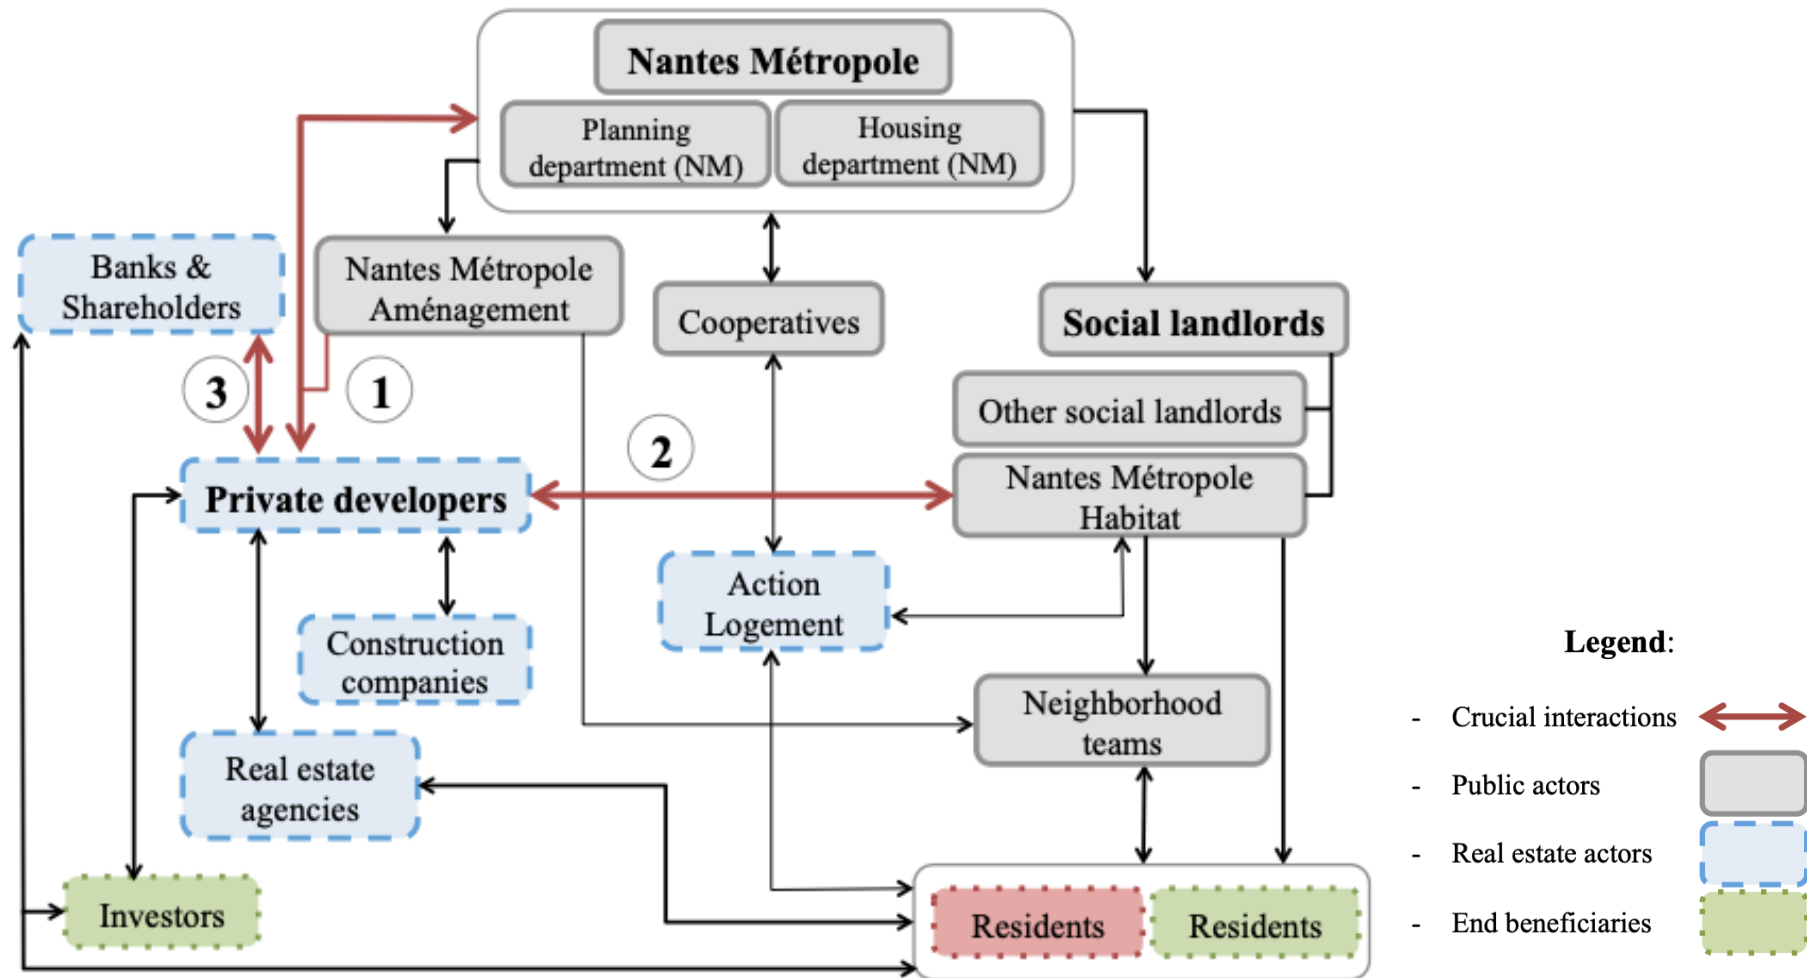 Nantes Métropole
Planning
department (NM)
Housing
department (NM)
Banks &
Shareholders
Nantes Métropole
Aménagement
Cooperatives
Social landlords
3
1
2
Other social landlords
Private developers
Nantes Métropole
Habitat
Action
Logement
Construction
companies
Neighborhood
teams
Real estate
agencies
Investors
Residents
Residents
Legend:
- Crucial interactions
- Public actors
- Real estate actors
- End beneficiaries